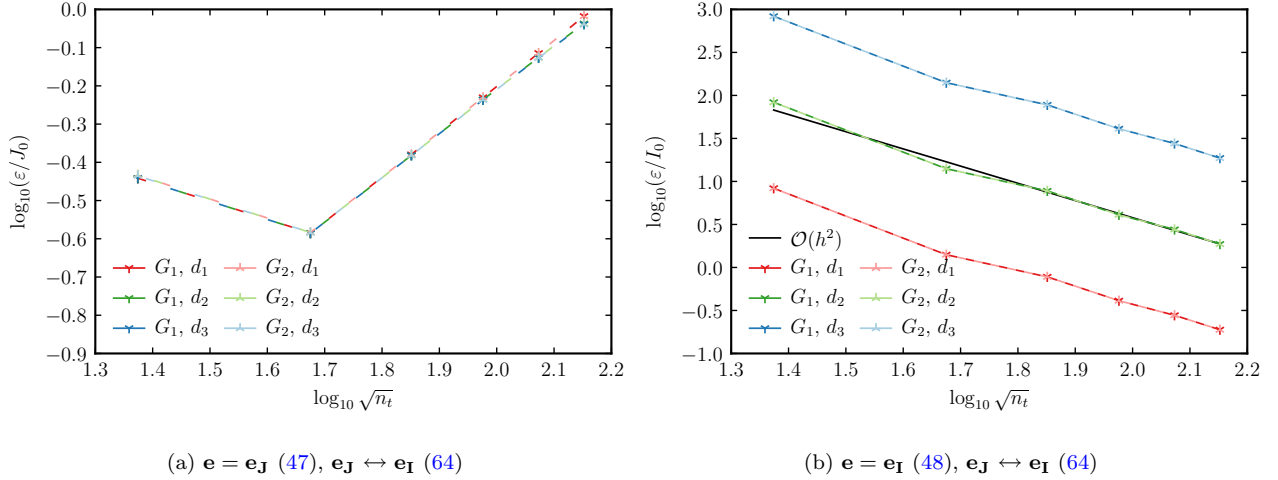 0.0
−0.1
−0.2
−0.3
−0.4
−0.5
−0.6
−0.7
−0.8
−0.9
log₁₀(ε/J₀)
G₁, d₁ G₂, d₁
G₁, d₂ G₂, d₂
G₁, d₃ G₂, d₃
1.3 1.4 1.5 1.6 1.7 1.8 1.9 2.0 2.1 2.2
log₁₀ √nₜ
(a) e = e_J (47), e_J ↔ e_I (64)
3.0
2.5
2.0
1.5
1.0
0.5
0.0
−0.5
−1.0
log₁₀(ε/I₀)
O(h²)
G₁, d₁ G₂, d₁
G₁, d₂ G₂, d₂
G₁, d₃ G₂, d₃
1.3 1.4 1.5 1.6 1.7 1.8 1.9 2.0 2.1 2.2
log₁₀ √nₜ
(b) e = e_I (48), e_J ↔ e_I (64)